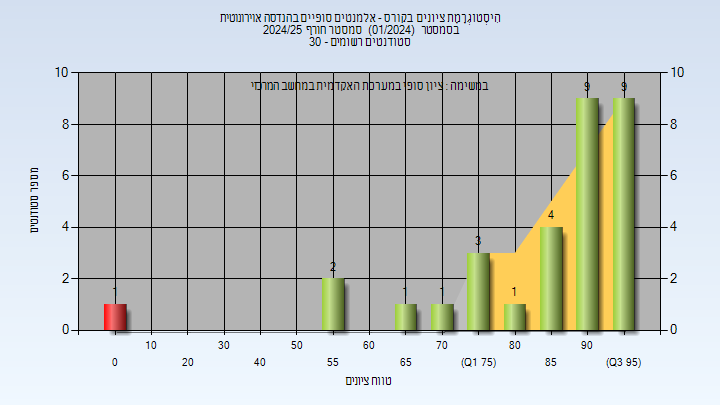 הִיסְטוֹגְרָמַת ציונים בקורס - אלמנטים סופיים בהנדסה אוירונוטית
בסמסטר (01/2024) סמסטר חורף 2024/25
סטודנטים רשומים - 30
במשימה : ציון סופי במערכת האקדמית במחשב המרכזי
מספר סטודנטים
10 10
8 8
6 6
4 4
2 2
0 0
1 2 1 1 3 1 4 9 9
10 30 50 60 70 80 90
0 20 40 55 65 (Q1 75) 85 (Q3 95)
טווח ציונים